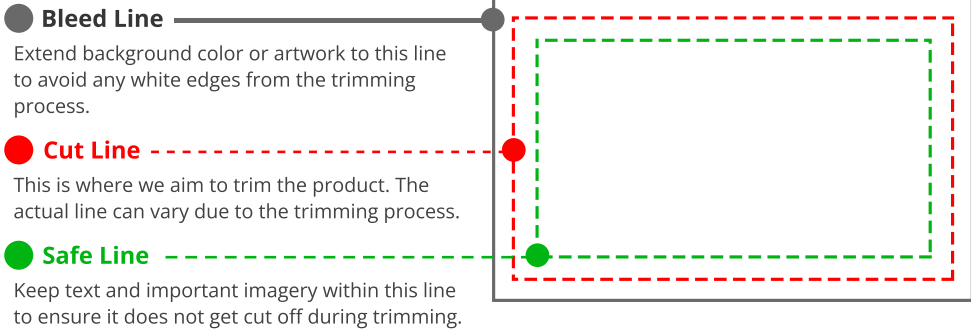 Bleed Line
Extend background color or artwork to this line
to avoid any white edges from the trimming
process.
Cut Line
This is where we aim to trim the product. The
actual line can vary due to the trimming process.
Safe Line
Keep text and important imagery within this line
to ensure it does not get cut off during trimming.